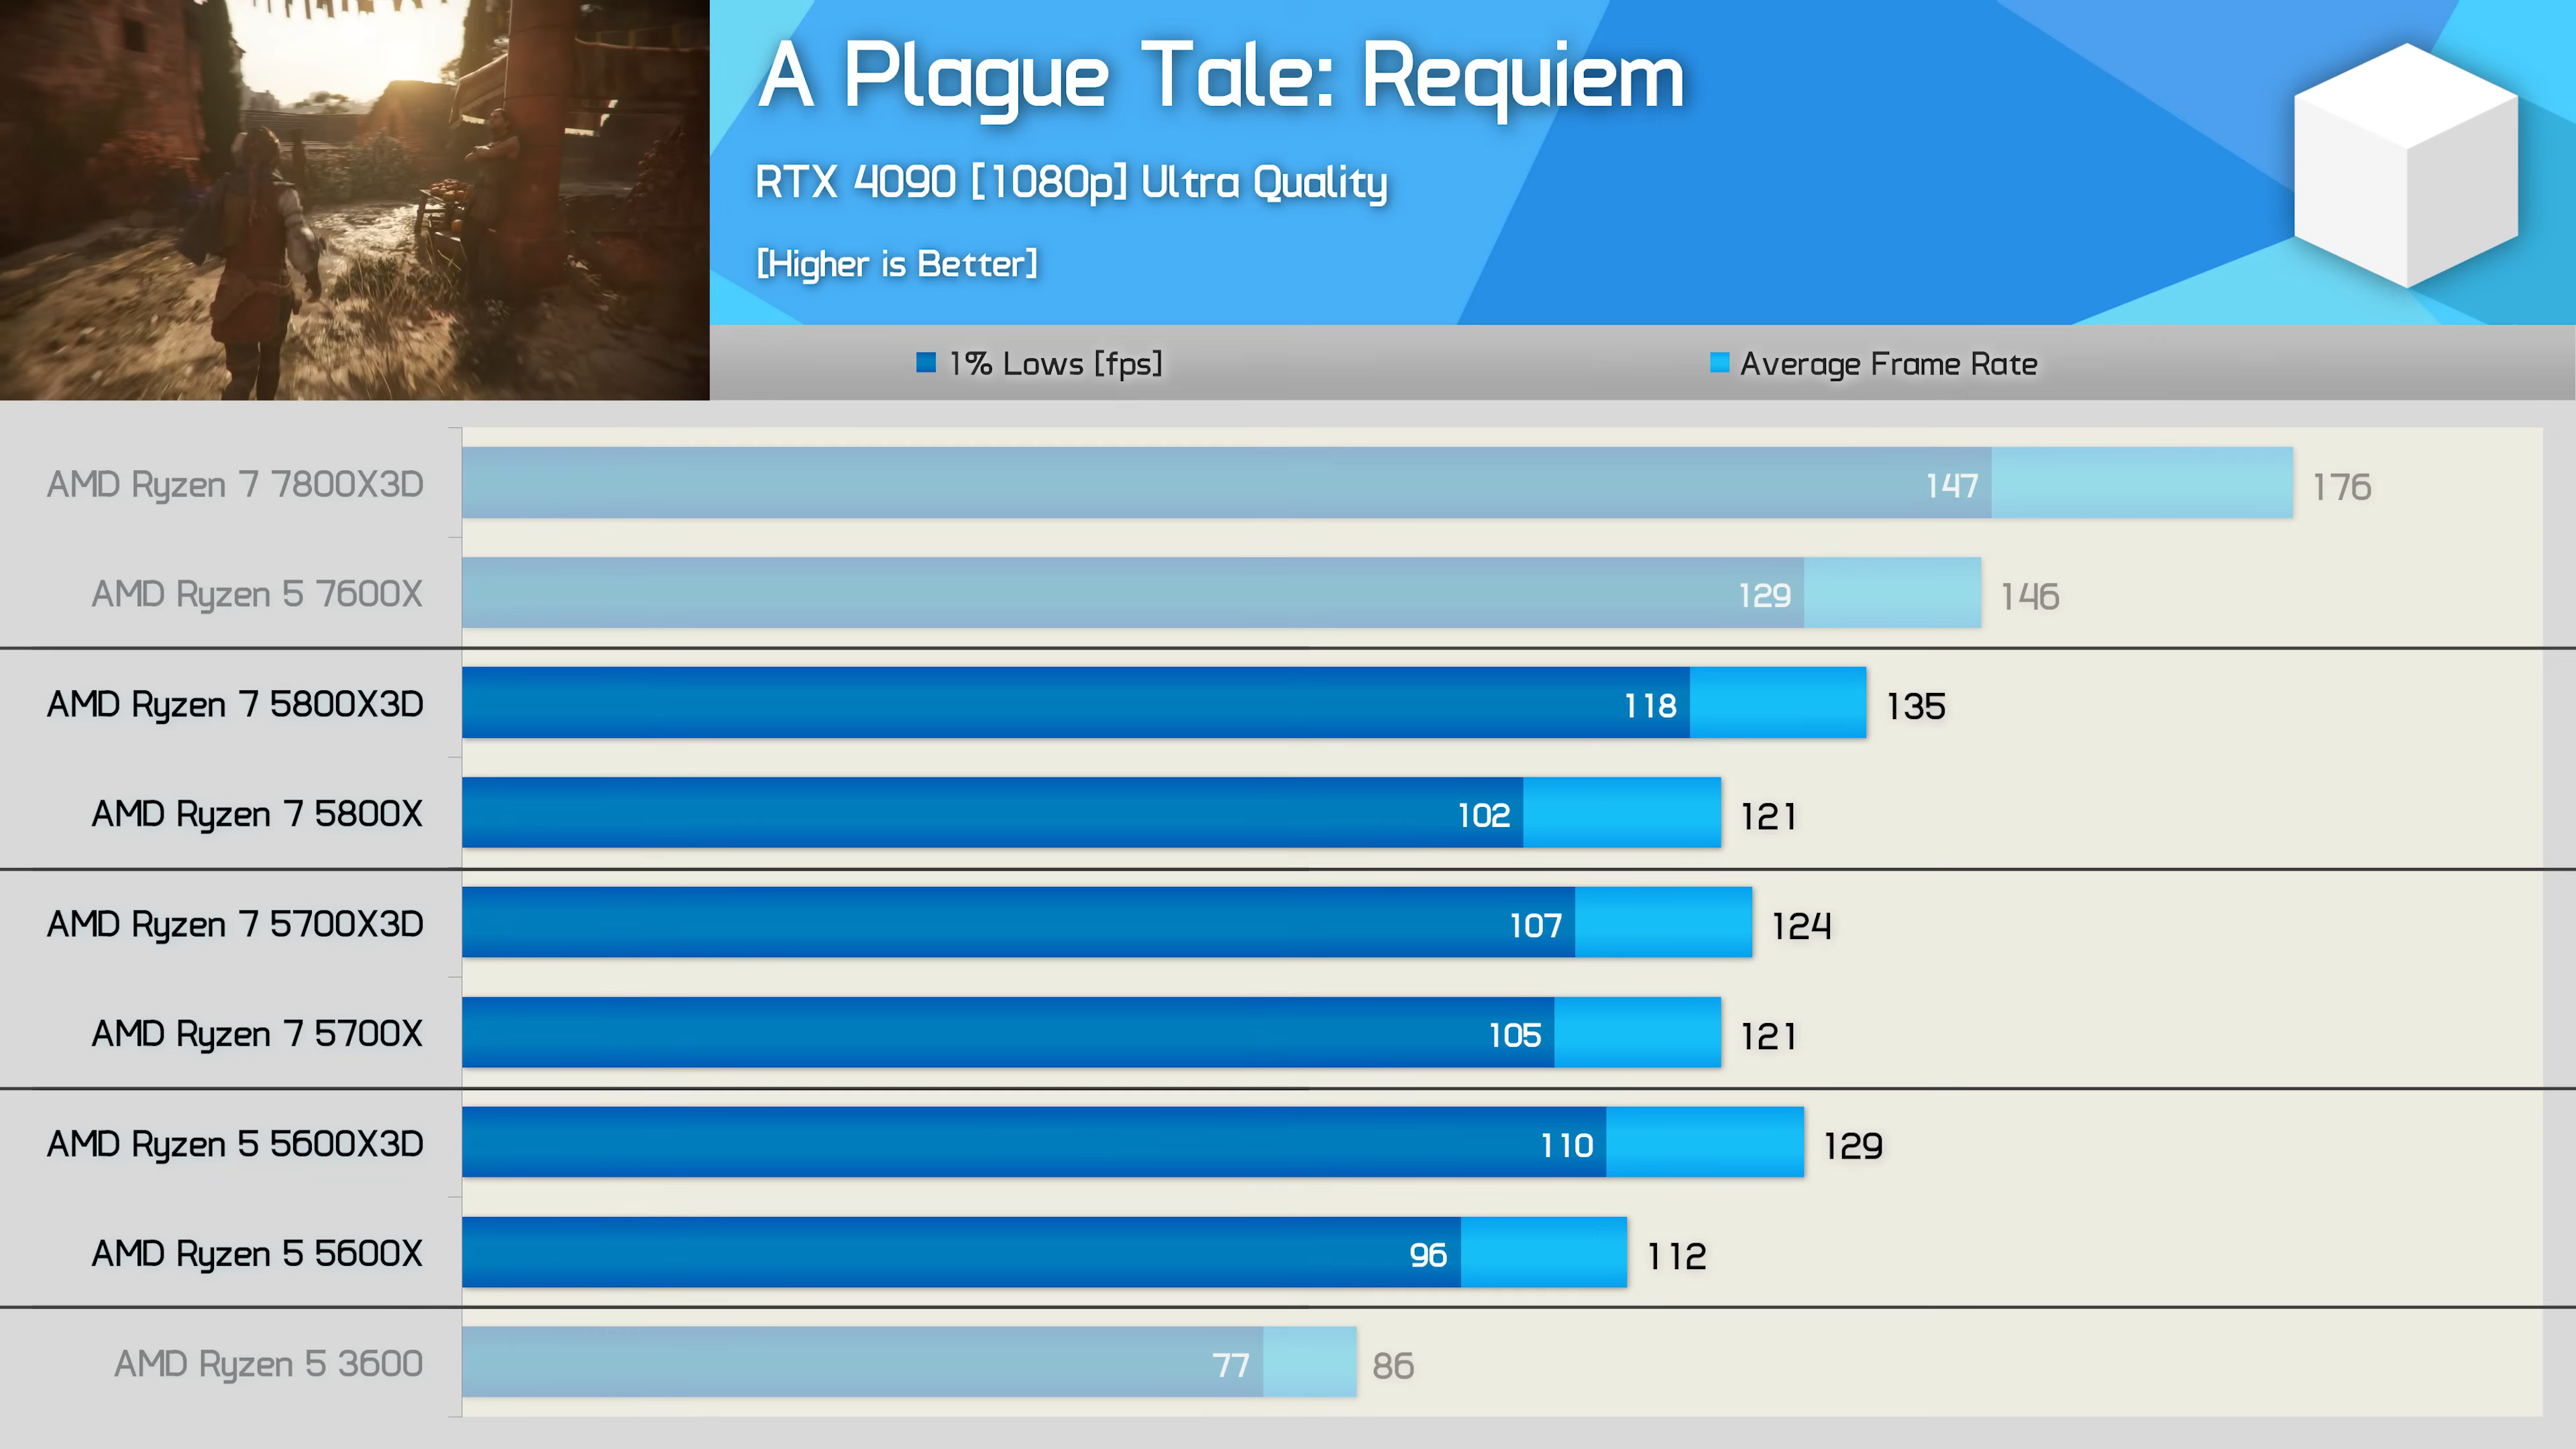 A Plague Tale: Requiem
RTX 4090 [1080p] Ultra Quality
[Higher is Better]
1% Lows [fps] Average Frame Rate
AMD Ryzen 7 7800X3D 147 176
AMD Ryzen 5 7600X 129 146
AMD Ryzen 7 5800X3D 118 135
AMD Ryzen 7 5800X 102 121
AMD Ryzen 7 5700X3D 107 124
AMD Ryzen 7 5700X 105 121
AMD Ryzen 5 5600X3D 110 129
AMD Ryzen 5 5600X 96 112
AMD Ryzen 5 3600 77 86